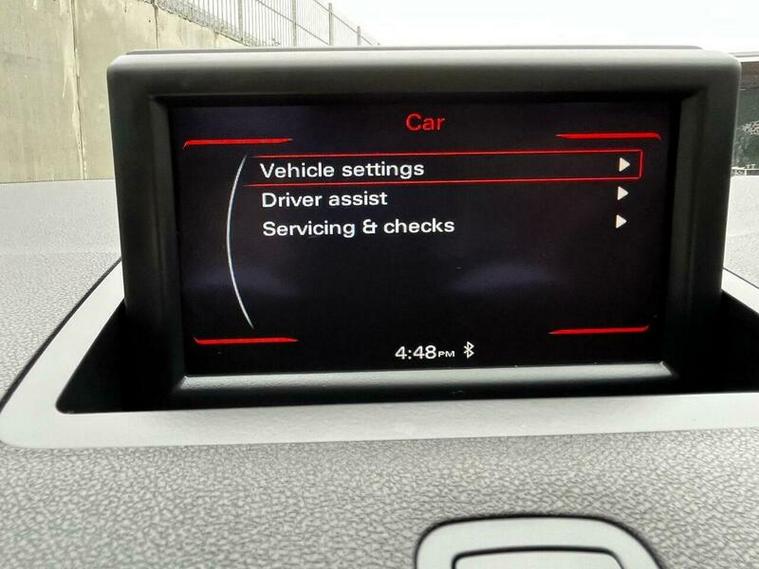 Car
Vehicle settings
Driver assist
Servicing & checks
4:48PM